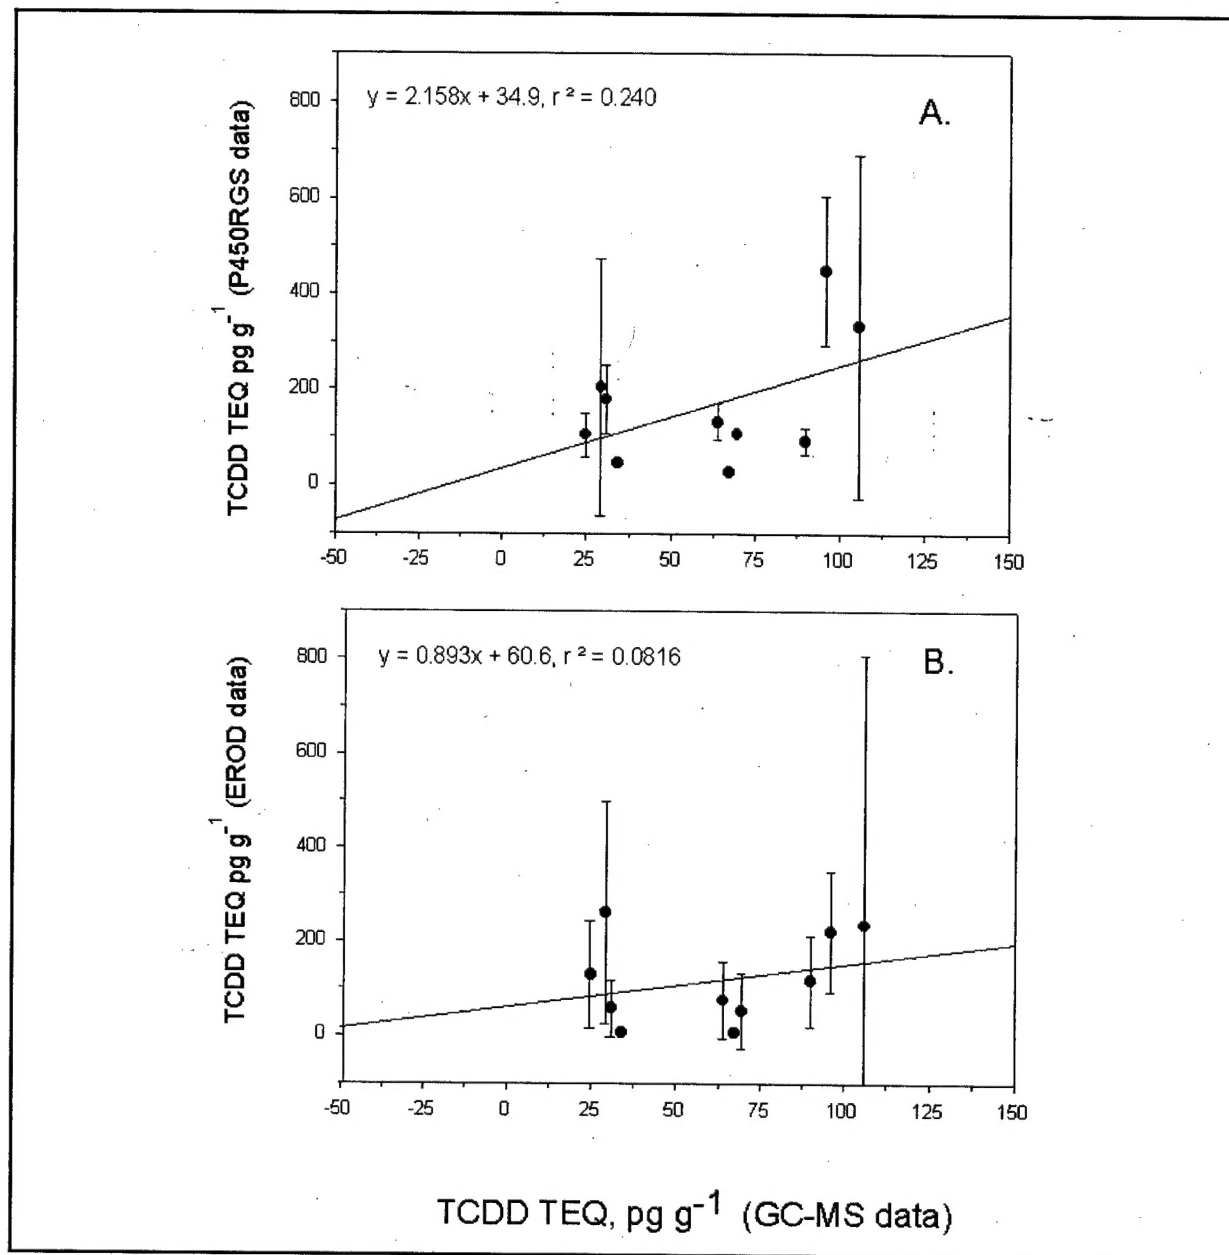 y = 2.158x + 34.9, r ² = 0.240
A.
800
600
400
200
0
TCDD TEQ pg g⁻¹ (P450RGS data)
-50 -25 0 25 50 75 100 125 150
y = 0.893x + 60.6, r ² = 0.0816
B.
800
600
400
200
0
TCDD TEQ pg g⁻¹ (EROD data)
-50 -25 0 25 50 75 100 125 150
TCDD TEQ, pg g⁻¹ (GC-MS data)